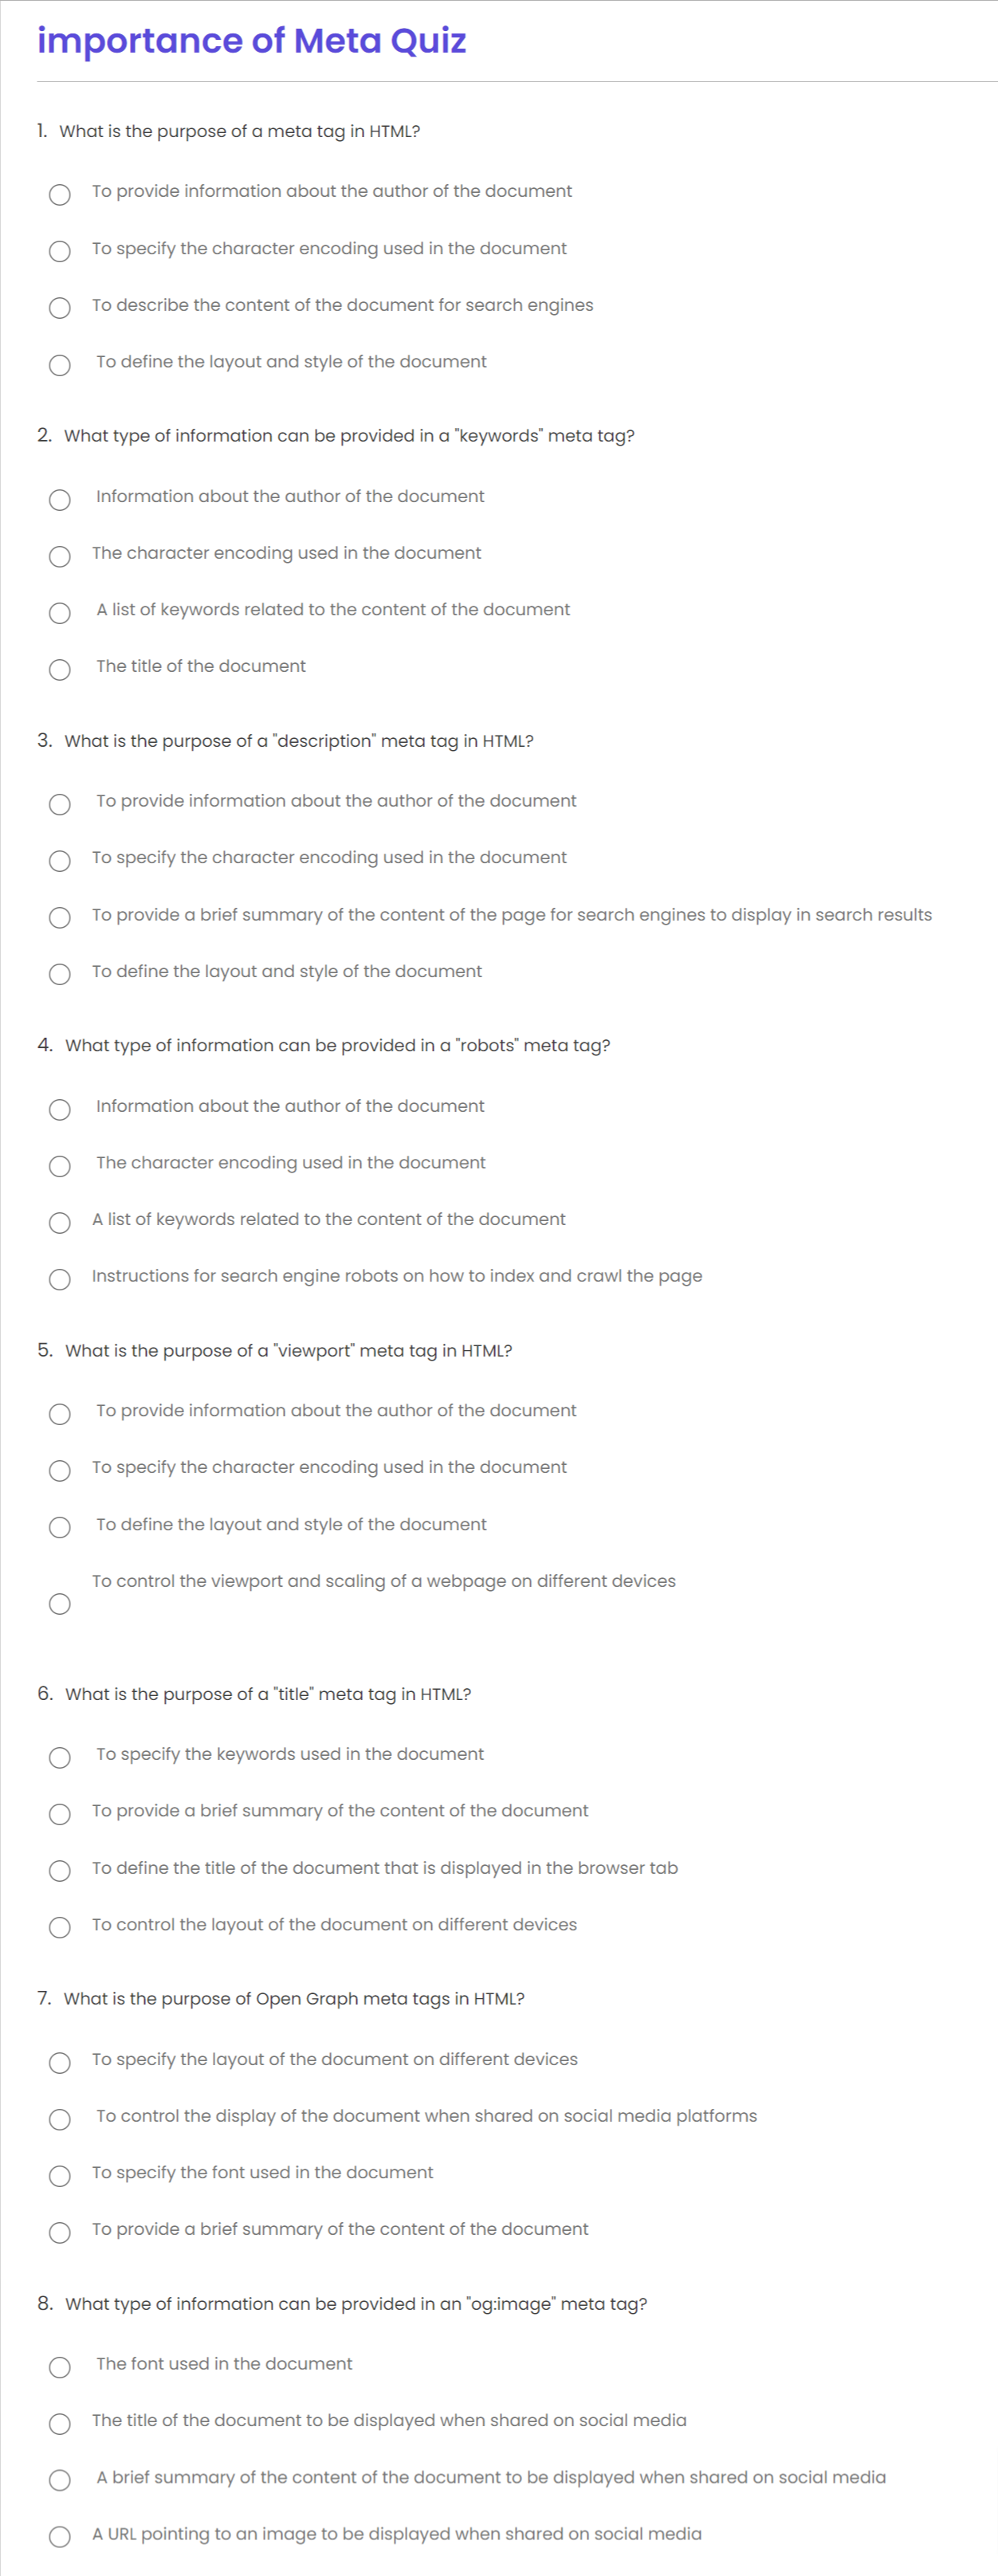 importance of Meta Quiz
1. What is the purpose of a meta tag in HTML?
To provide information about the author of the document
To specify the character encoding used in the document
To describe the content of the document for search engines
To define the layout and style of the document
2. What type of information can be provided in a "keywords" meta tag?
Information about the author of the document
The character encoding used in the document
A list of keywords related to the content of the document
The title of the document
3. What is the purpose of a "description" meta tag in HTML?
To provide information about the author of the document
To specify the character encoding used in the document
To provide a brief summary of the content of the page for search engines to display in search results
To define the layout and style of the document
4. What type of information can be provided in a "robots" meta tag?
Information about the author of the document
The character encoding used in the document
A list of keywords related to the content of the document
Instructions for search engine robots on how to index and crawl the page
5. What is the purpose of a "viewport" meta tag in HTML?
To provide information about the author of the document
To specify the character encoding used in the document
To define the layout and style of the document
To control the viewport and scaling of a webpage on different devices
6. What is the purpose of a "title" meta tag in HTML?
To specify the keywords used in the document
To provide a brief summary of the content of the document
To define the title of the document that is displayed in the browser tab
To control the layout of the document on different devices
7. What is the purpose of Open Graph meta tags in HTML?
To specify the layout of the document on different devices
To control the display of the document when shared on social media platforms
To specify the font used in the document
To provide a brief summary of the content of the document
8. What type of information can be provided in an "og:image" meta tag?
The font used in the document
The title of the document to be displayed when shared on social media
A brief summary of the content of the document to be displayed when shared on social media
A URL pointing to an image to be displayed when shared on social media